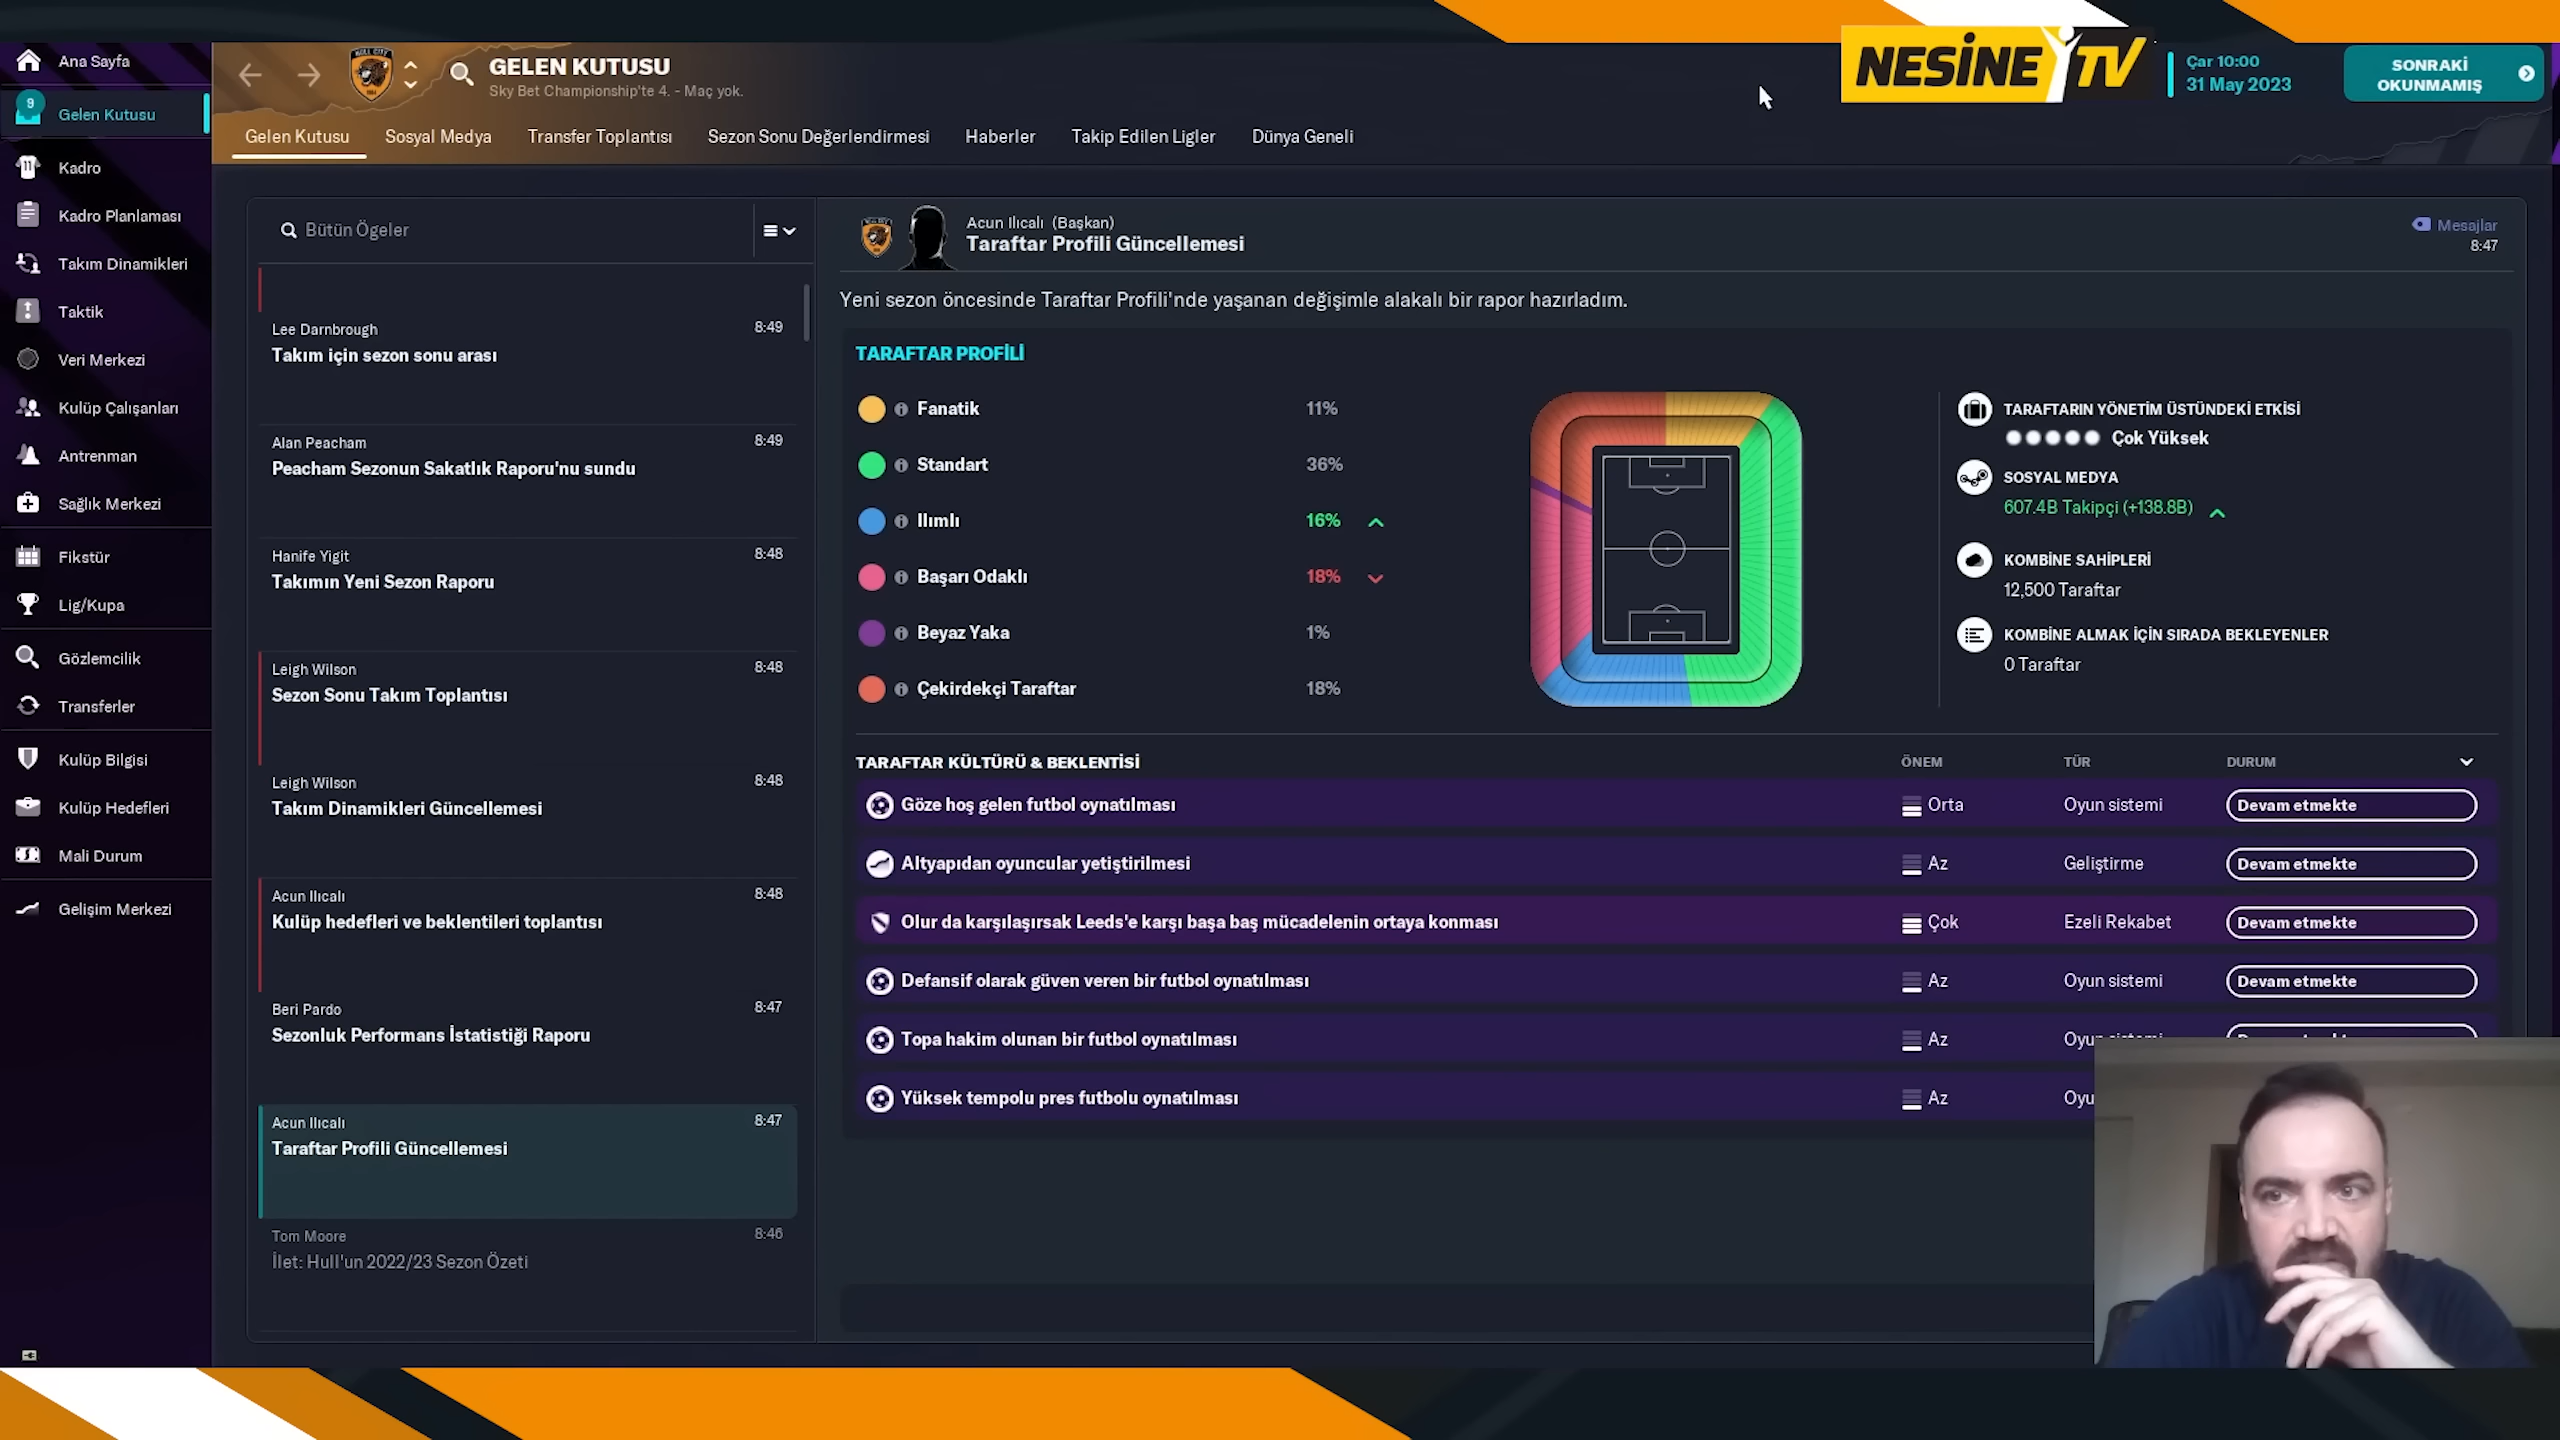 Ana Sayfa
9
Gelen Kutusu
Kadro
Kadro Planlaması
Takım Dinamikleri
Taktik
Veri Merkezi
Kulüp Çalışanları
Antrenman
Sağlık Merkezi
Fikstür
Lig/Kupa
Gözlemcilik
Transferler
Kulüp Bilgisi
Kulüp Hedefleri
Mali Durum
Gelişim Merkezi
HULL CITY
GELEN KUTUSU
Sky Bet Championship'te 4. - Maç yok.
NESİNE TV
Çar 10:00
31 May 2023
SONRAKİ
OKUNMAMIŞ
Gelen Kutusu Sosyal Medya Transfer Toplantısı Sezon Sonu Değerlendirmesi Haberler Takip Edilen Ligler Dünya Geneli
Bütün Ögeler
Lee Darnbrough 8:49
Takım için sezon sonu arası
Alan Peacham 8:49
Peacham Sezonun Sakatlık Raporu'nu sundu
Hanife Yigit 8:48
Takımın Yeni Sezon Raporu
Leigh Wilson 8:48
Sezon Sonu Takım Toplantısı
Leigh Wilson 8:48
Takım Dinamikleri Güncellemesi
Acun Ilıcalı 8:48
Kulüp hedefleri ve beklentileri toplantısı
Beri Pardo 8:47
Sezonluk Performans İstatistiği Raporu
Acun Ilıcalı 8:47
Taraftar Profili Güncellemesi
Tom Moore 8:46
İlet: Hull'un 2022/23 Sezon Özeti
Acun Ilıcalı (Başkan)
Taraftar Profili Güncellemesi
Mesajlar
8:47
Yeni sezon öncesinde Taraftar Profili'nde yaşanan değişimle alakalı bir rapor hazırladım.
TARAFTAR PROFİLİ
Fanatik 11%
Standart 36%
Ilımlı 16%
Başarı Odaklı 18%
Beyaz Yaka 1%
Çekirdekçi Taraftar 18%
TARAFTARIN YÖNETİM ÜSTÜNDEKİ ETKİSİ
Çok Yüksek
SOSYAL MEDYA
607.4B Takipçi (+138.8B)
KOMBİNE SAHİPLERİ
12,500 Taraftar
KOMBİNE ALMAK İÇİN SIRADA BEKLEYENLER
0 Taraftar
TARAFTAR KÜLTÜRÜ & BEKLENTİSİ ÖNEM TÜR DURUM
Göze hoş gelen futbol oynatılması Orta Oyun sistemi Devam etmekte
Altyapıdan oyuncular yetiştirilmesi Az Geliştirme Devam etmekte
Olur da karşılaşırsak Leeds'e karşı başa baş mücadelenin ortaya konması Çok Ezeli Rekabet Devam etmekte
Defansif olarak güven veren bir futbol oynatılması Az Oyun sistemi Devam etmekte
Topa hakim olunan bir futbol oynatılması Az
Yüksek tempolu pres futbolu oynatılması Az Oyu